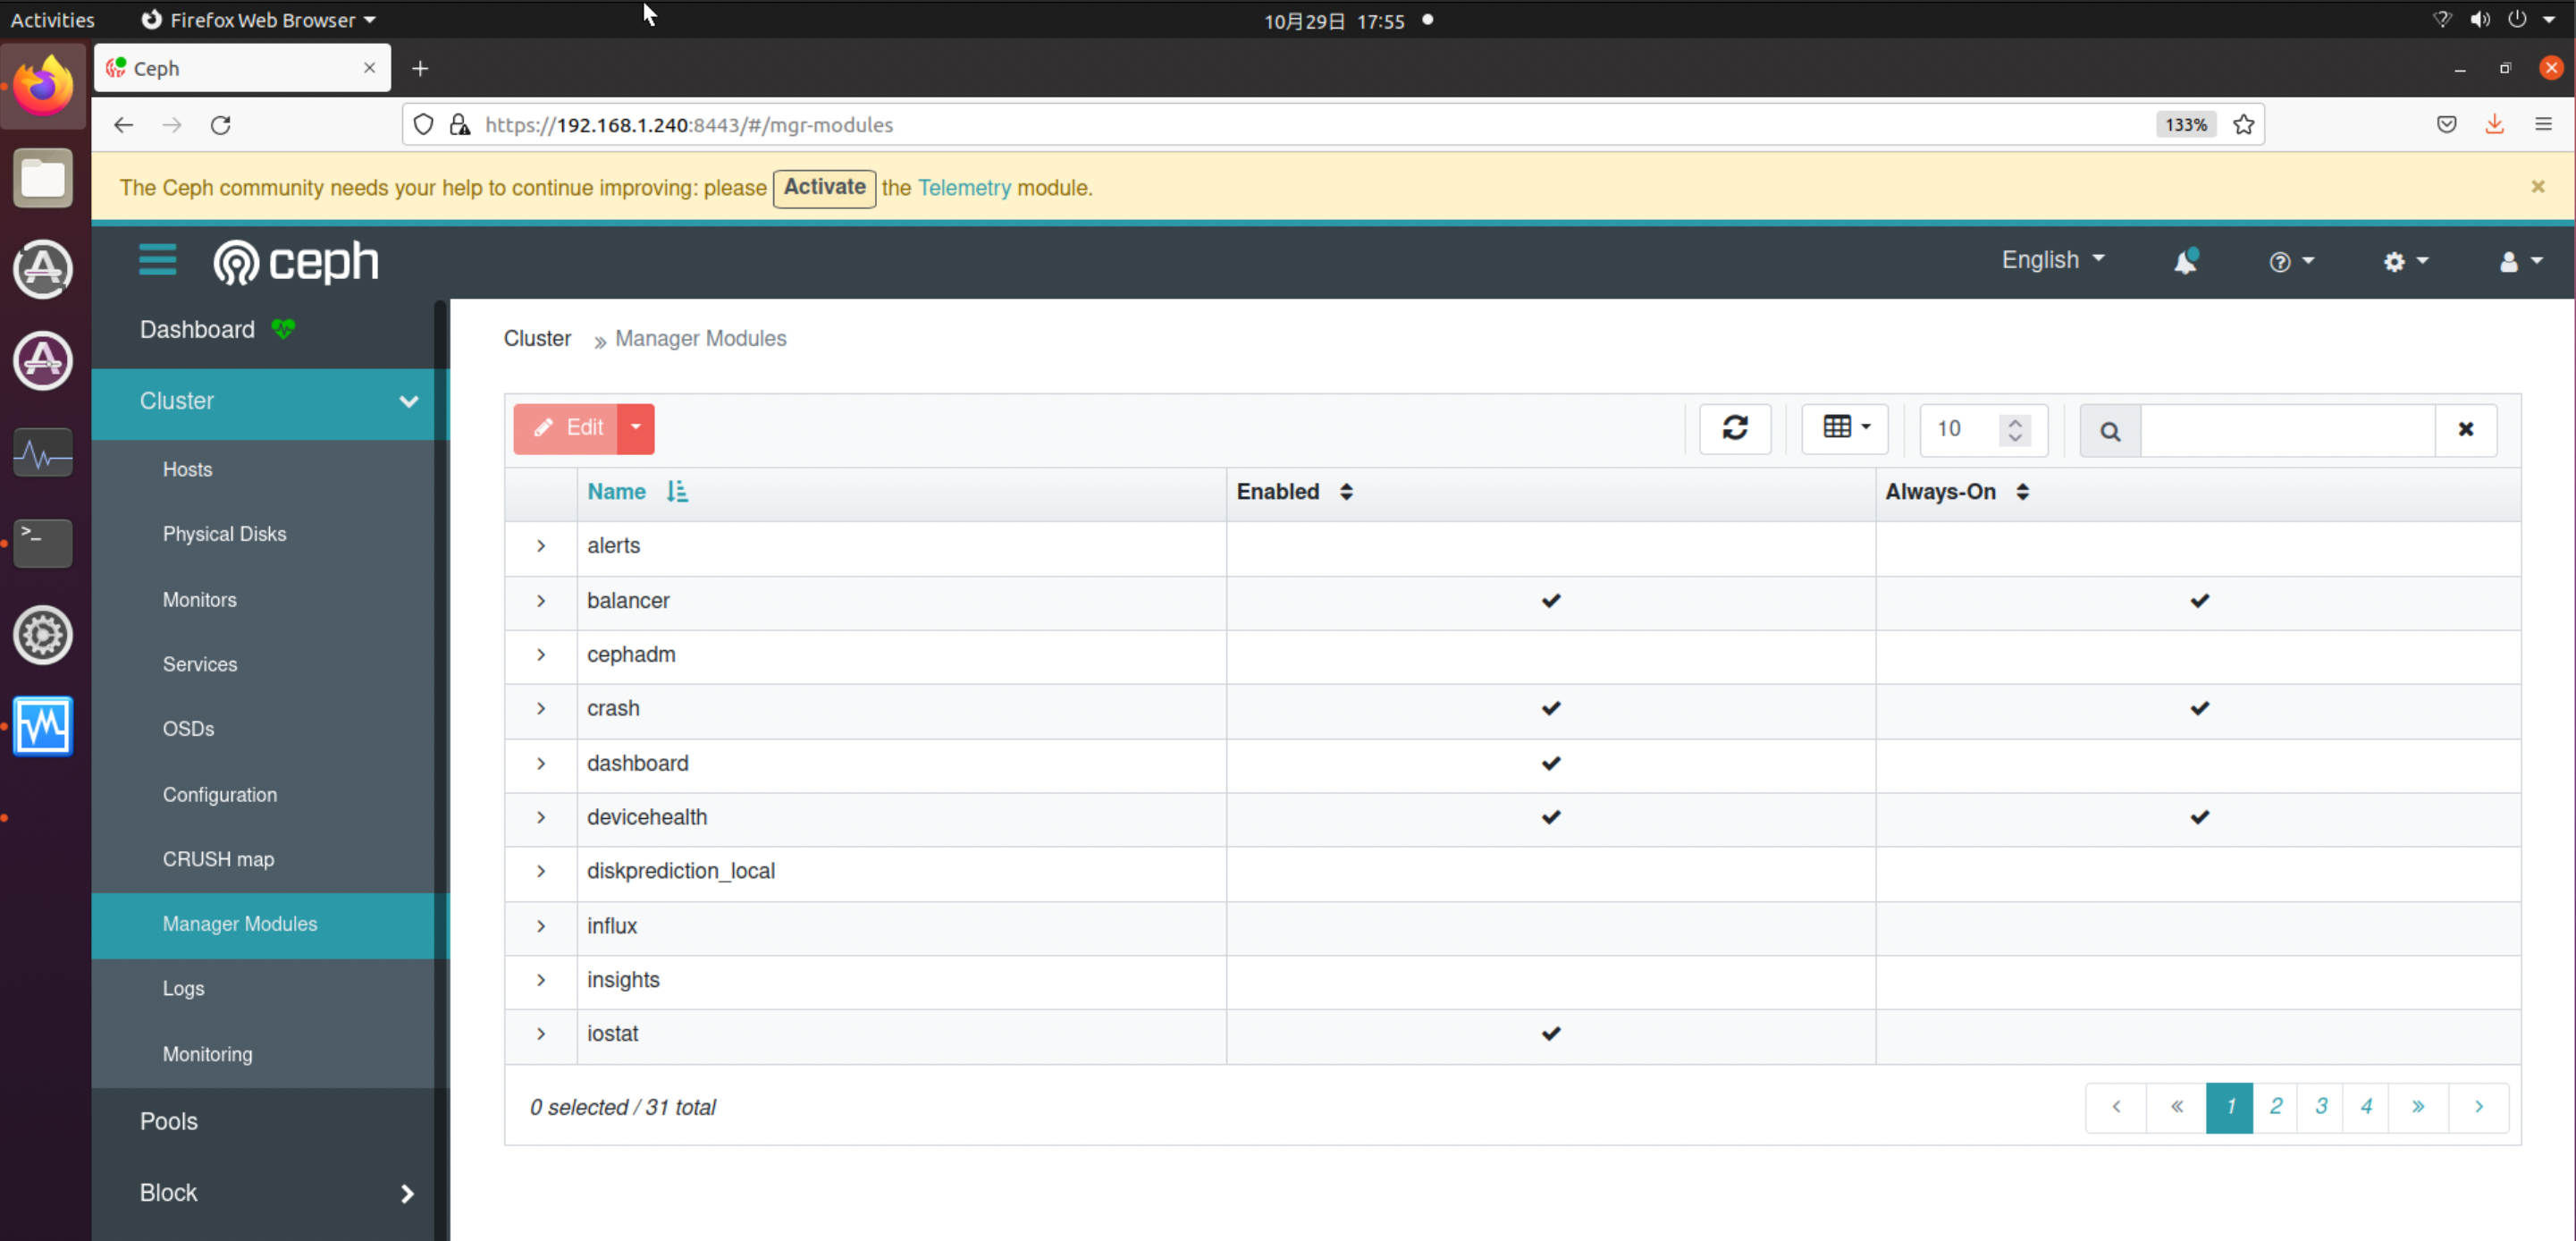 Activities Firefox Web Browser 10月29日 17:55
Ceph
https://192.168.1.240:8443/#/mgr-modules 133%
The Ceph community needs your help to continue improving: please Activate the Telemetry module.
ceph English
Dashboard
Cluster
Hosts
Physical Disks
Monitors
Services
OSDs
Configuration
CRUSH map
Manager Modules
Logs
Monitoring
Pools
Block
Cluster » Manager Modules
Edit 10
Name Enabled Always-On
alerts
balancer
cephadm
crash
dashboard
devicehealth
diskprediction_local
influx
insights
iostat
0 selected / 31 total
1 2 3 4